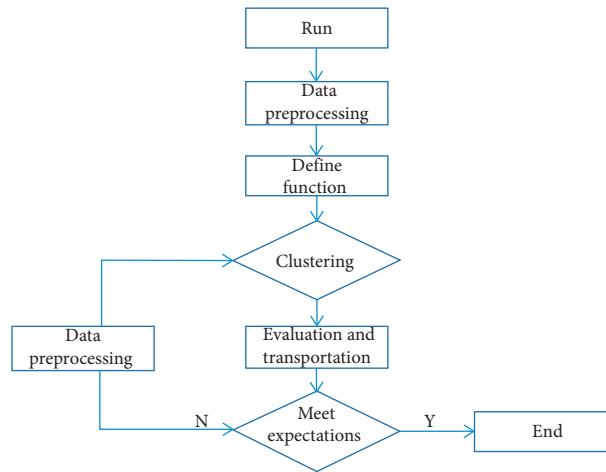 Run
Data
preprocessing
Define
function
Clustering
Data
preprocessing
Evaluation and
transportation
N
Meet
expectations
Y
End